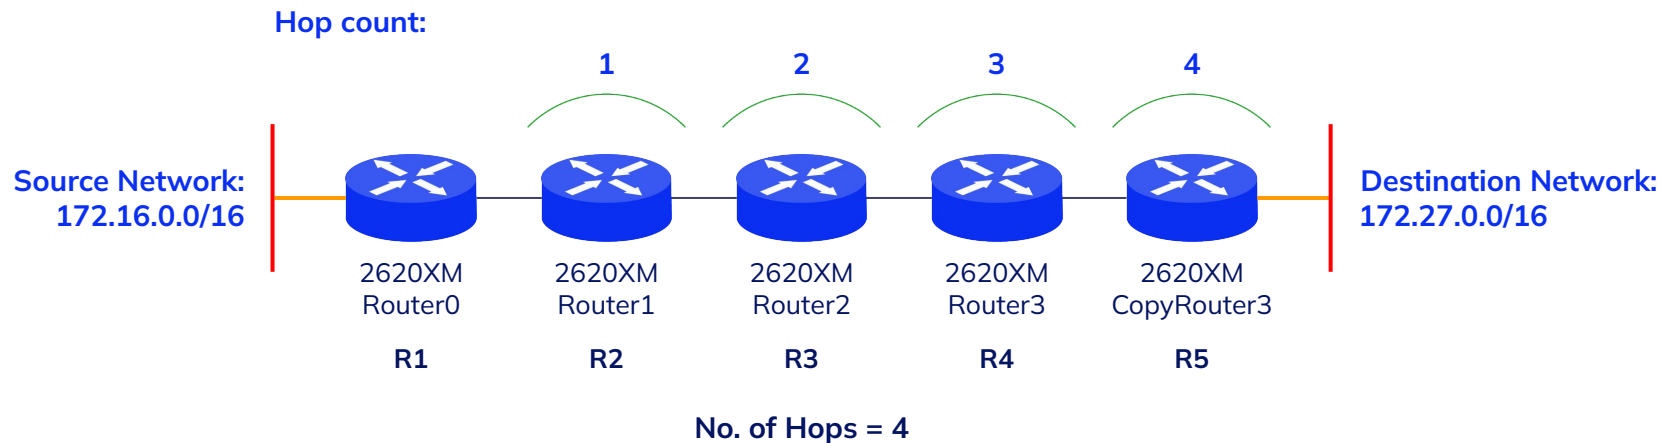 Hop count:
1 2 3 4
Source Network:
172.16.0.0/16
Destination Network:
172.27.0.0/16
2620XM
Router0
R1
2620XM
Router1
R2
2620XM
Router2
R3
2620XM
Router3
R4
2620XM
CopyRouter3
R5
No. of Hops = 4